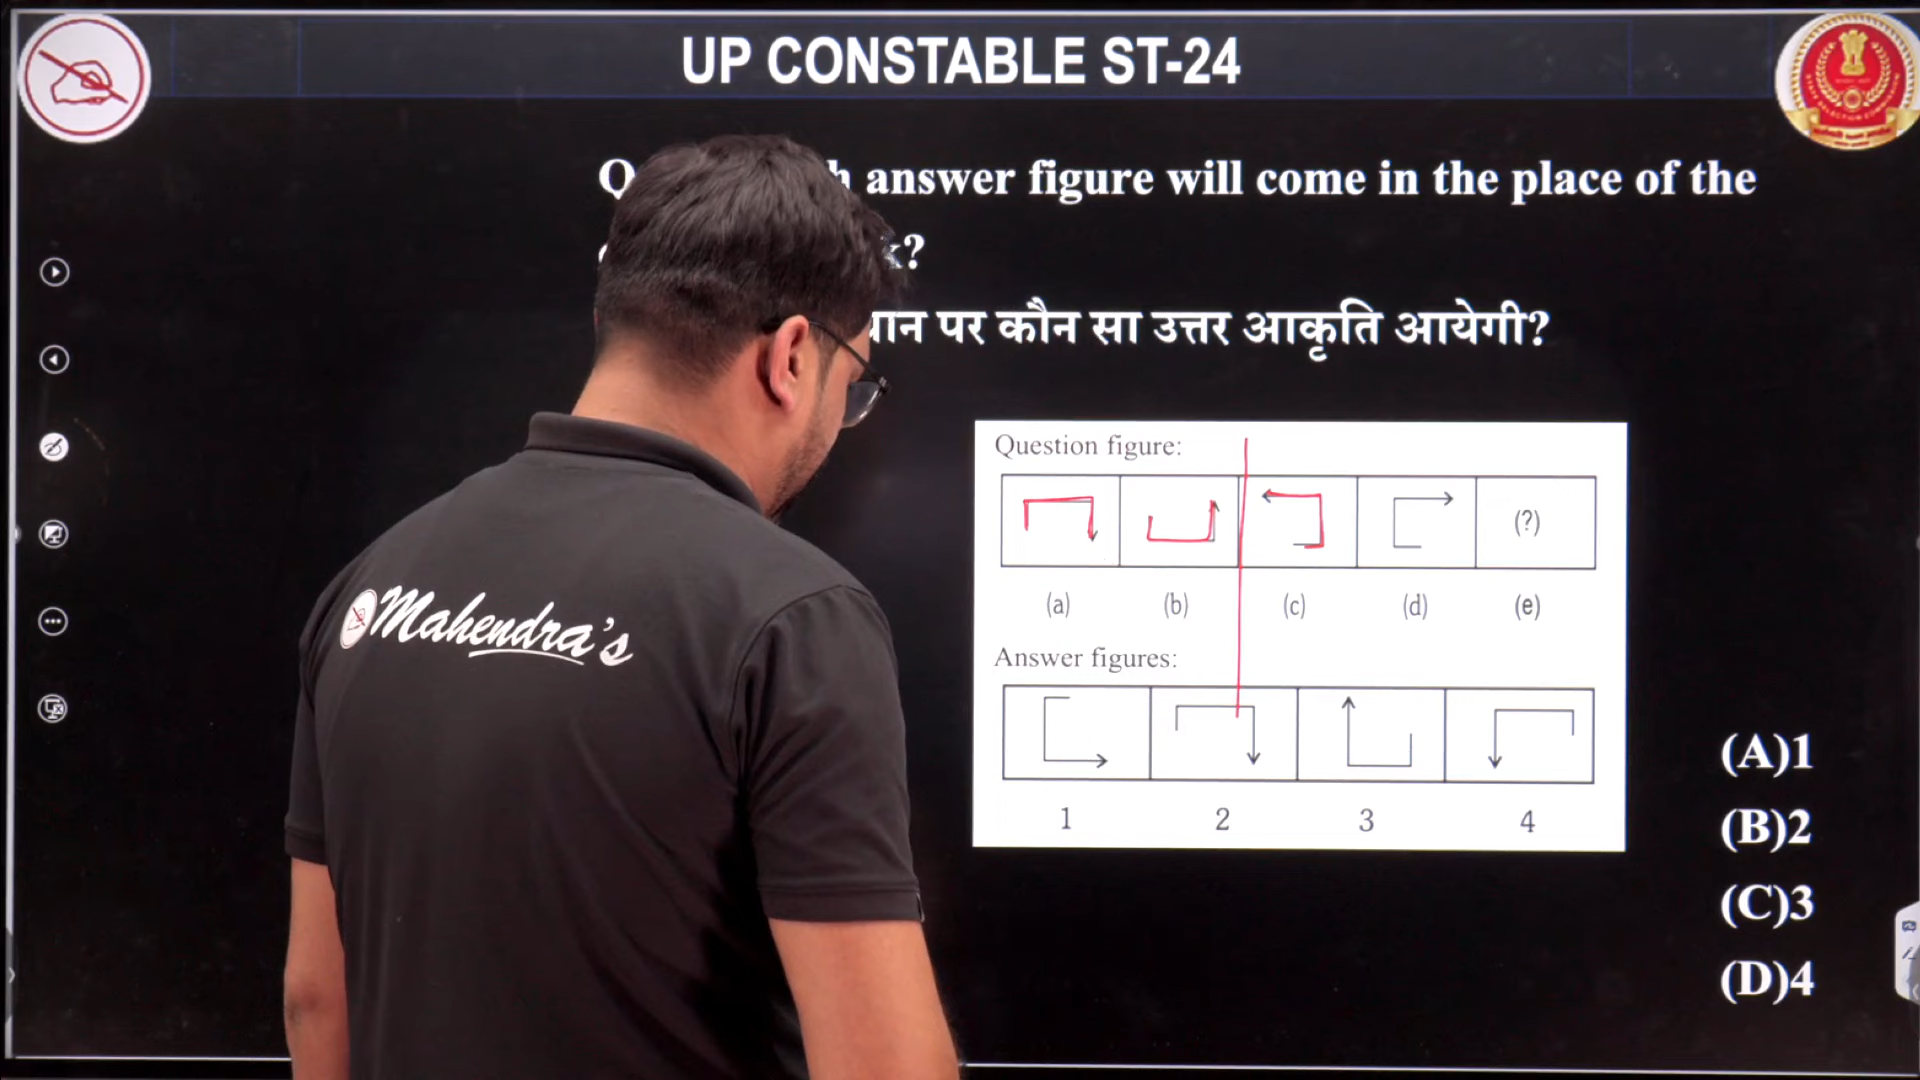 UP CONSTABLE ST-24
answer figure will come in the place of the
पर कौन सा उत्तर आकृति आयेगी?
Question figure:
(?)
(a) (b) (c) (d) (e)
Answer figures:
1 2 3 4
(A)1
(B)2
(C)3
(D)4
Mahendra's